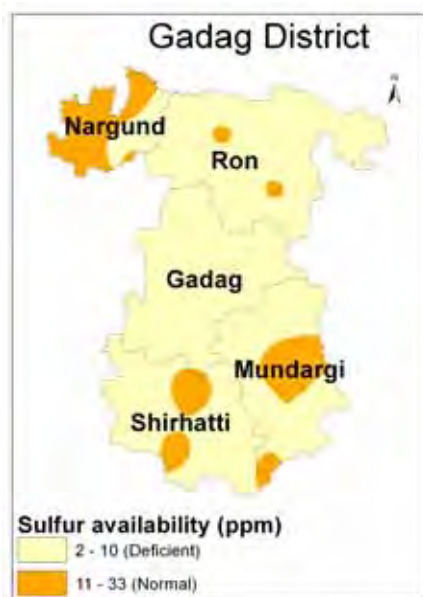 Gadag District
N
Nargund
Ron
Gadag
Mundargi
Shirhatti
Sulfur availability (ppm)
2 - 10 (Deficient)
11 - 33 (Normal)